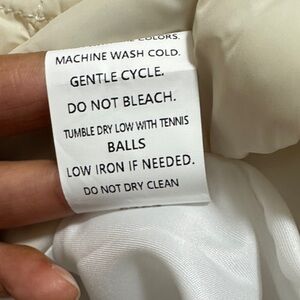 COLORS.
MACHINE WASH COLD.
GENTLE CYCLE.
DO NOT BLEACH.
TUMBLE DRY LOW WITH TENNIS
BALLS
LOW IRON IF NEEDED.
DO NOT DRY CLEAN